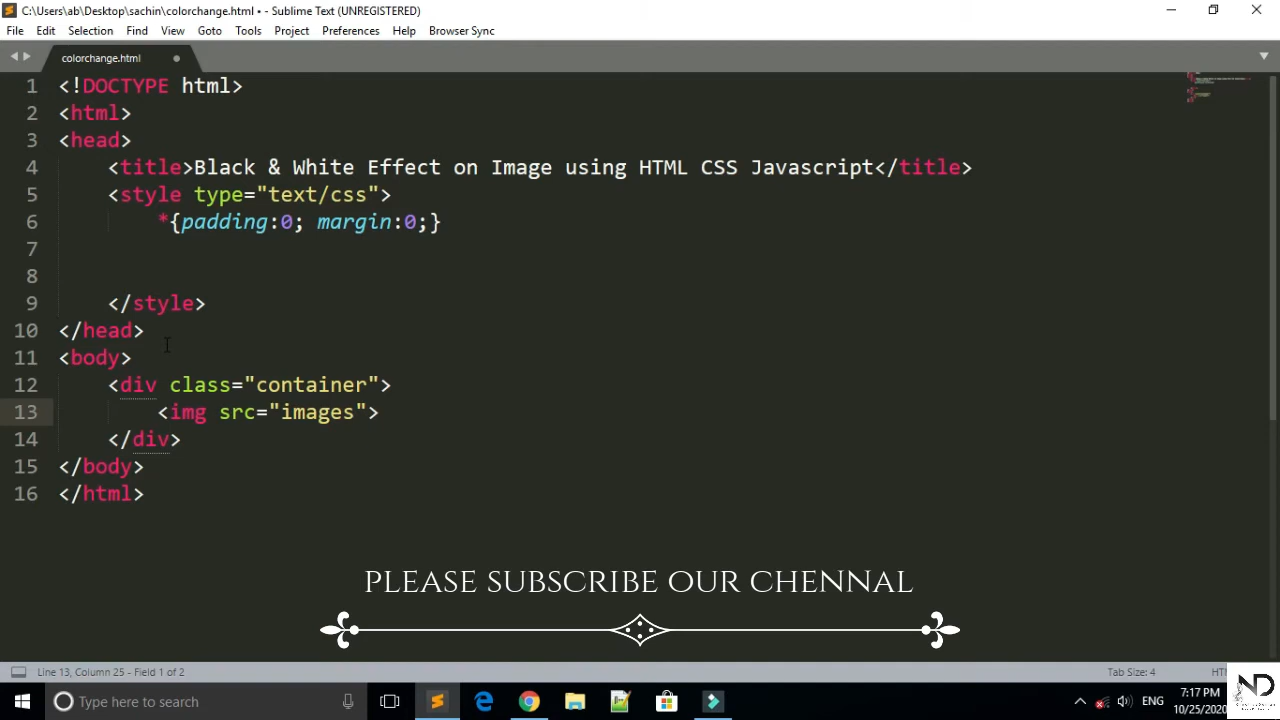 C:\Users\ab\Desktop\sachin\colorchange.html • - Sublime Text (UNREGISTERED)
File Edit Selection Find View Goto Tools Project Preferences Help Browser Sync
colorchange.html
1 <!DOCTYPE html>
2 <html>
3 <head>
4 <title>Black & White Effect on Image using HTML CSS Javascript</title>
5 <style type="text/css">
6 *{padding:0; margin:0;}
7
8
9 </style>
10 </head>
11 <body>
12 <div class="container">
13 <img src="images">
14 </div>
15 </body>
16 </html>
PLEASE SUBSCRIBE OUR CHENNAL
Line 13, Column 25 - Field 1 of 2 Tab Size: 4
Type here to search ENG 7:17 PM
10/25/2020
ND